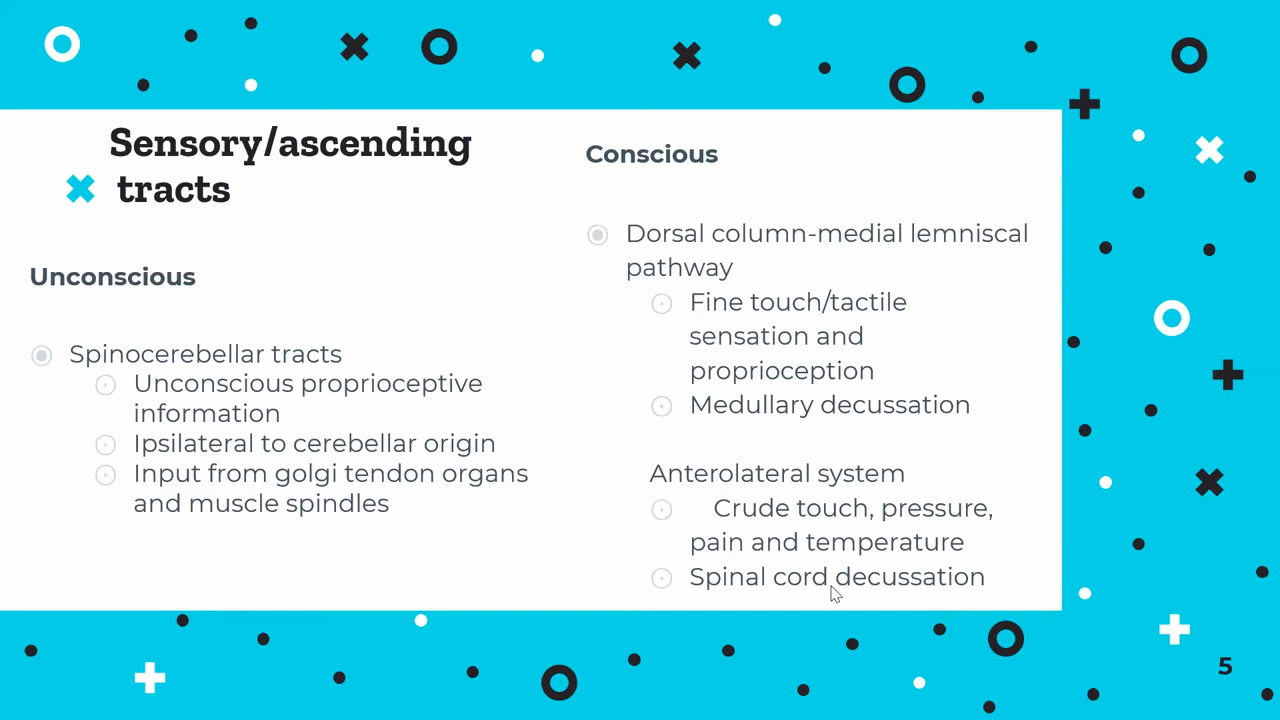 Sensory/ascending
tracts
Unconscious
Spinocerebellar tracts
Unconscious proprioceptive
information
Ipsilateral to cerebellar origin
Input from golgi tendon organs
and muscle spindles
Conscious
Dorsal column-medial lemniscal
pathway
Fine touch/tactile
sensation and
proprioception
Medullary decussation
Anterolateral system
Crude touch, pressure,
pain and temperature
Spinal cord decussation
5